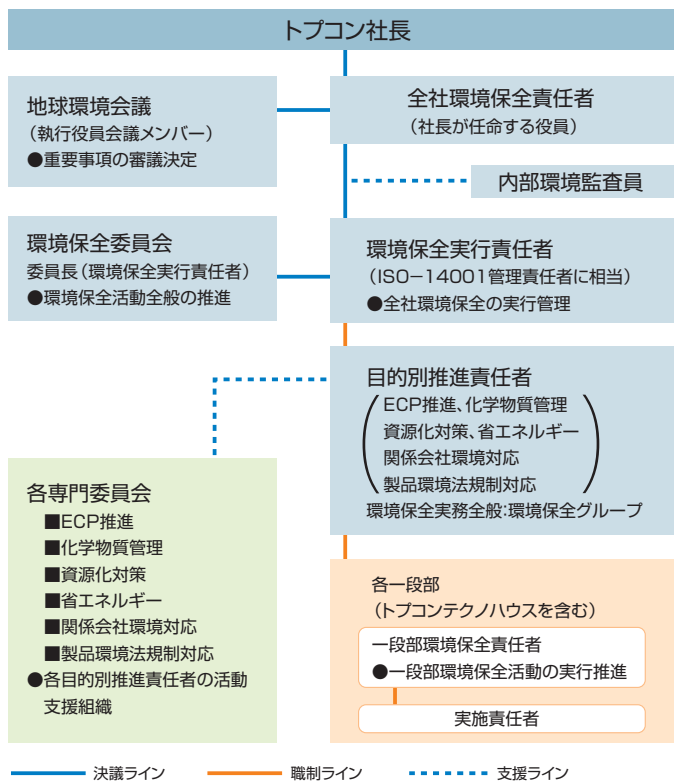 トプコン社長
地球環境会議
（執行役員会議メンバー）
●重要事項の審議決定
全社環境保全責任者
（社長が任命する役員）
内部環境監査員
環境保全委員会
委員長（環境保全実行責任者）
●環境保全活動全般の推進
環境保全実行責任者
（ISO−14001管理責任者に相当）
●全社環境保全の実行管理
目的別推進責任者
ECP推進、化学物質管理
資源化対策、省エネルギー
関係会社環境対応
製品環境法規制対応
環境保全実務全般：環境保全グループ
各専門委員会
■ECP推進
■化学物質管理
■資源化対策
■省エネルギー
■関係会社環境対応
■製品環境法規制対応
●各目的別推進責任者の活動
支援組織
各一段部
（トプコンテクノハウスを含む）
一段部環境保全責任者
●一段部環境保全活動の実行推進
実施責任者
決議ライン
職制ライン
支援ライン